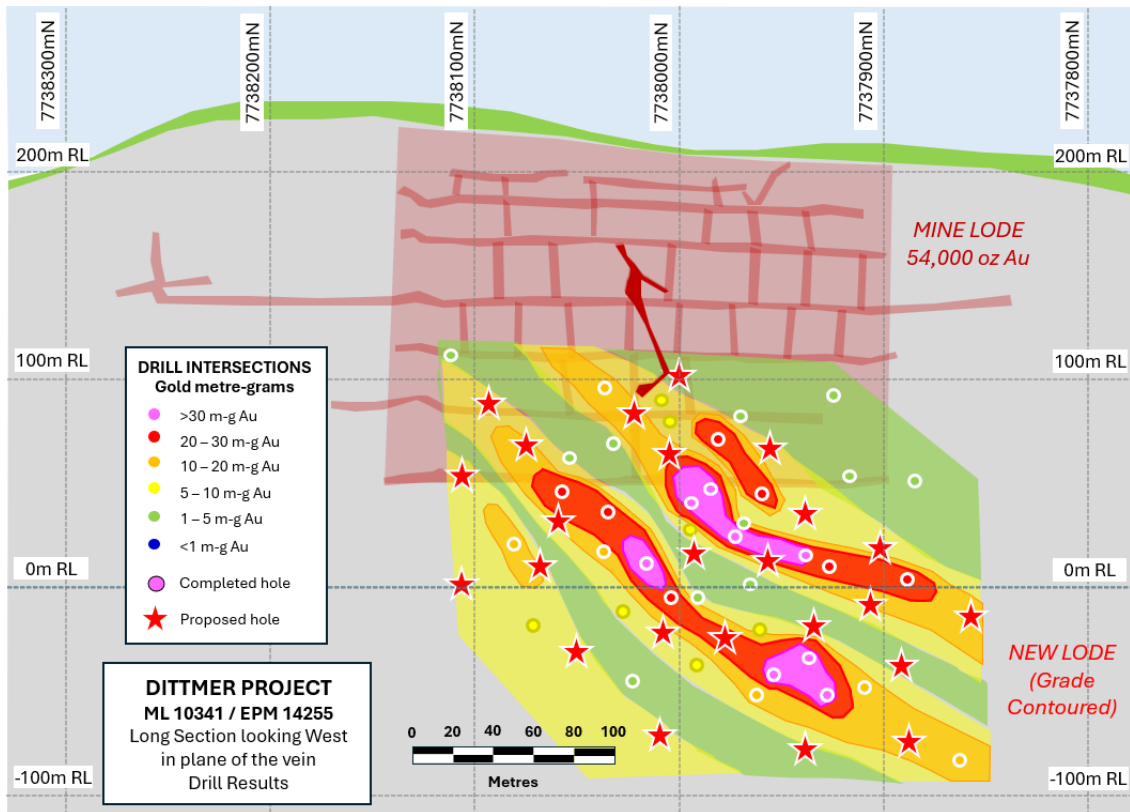 7738300mN
7738200mN
7738100mN
7738000mN
7737900mN
7737800mN
200m RL
200m RL
MINE LODE
54,000 oz Au
100m RL
100m RL
DRILL INTERSECTIONS
Gold metre-grams
>30 m-g Au
20 – 30 m-g Au
10 – 20 m-g Au
5 – 10 m-g Au
1 – 5 m-g Au
<1 m-g Au
Completed hole
Proposed hole
0m RL
0m RL
NEW LODE
(Grade
Contoured)
DITTMER PROJECT
ML 10341 / EPM 14255
Long Section looking West
in plane of the vein
Drill Results
0 20 40 60 80 100
Metres
-100m RL
-100m RL